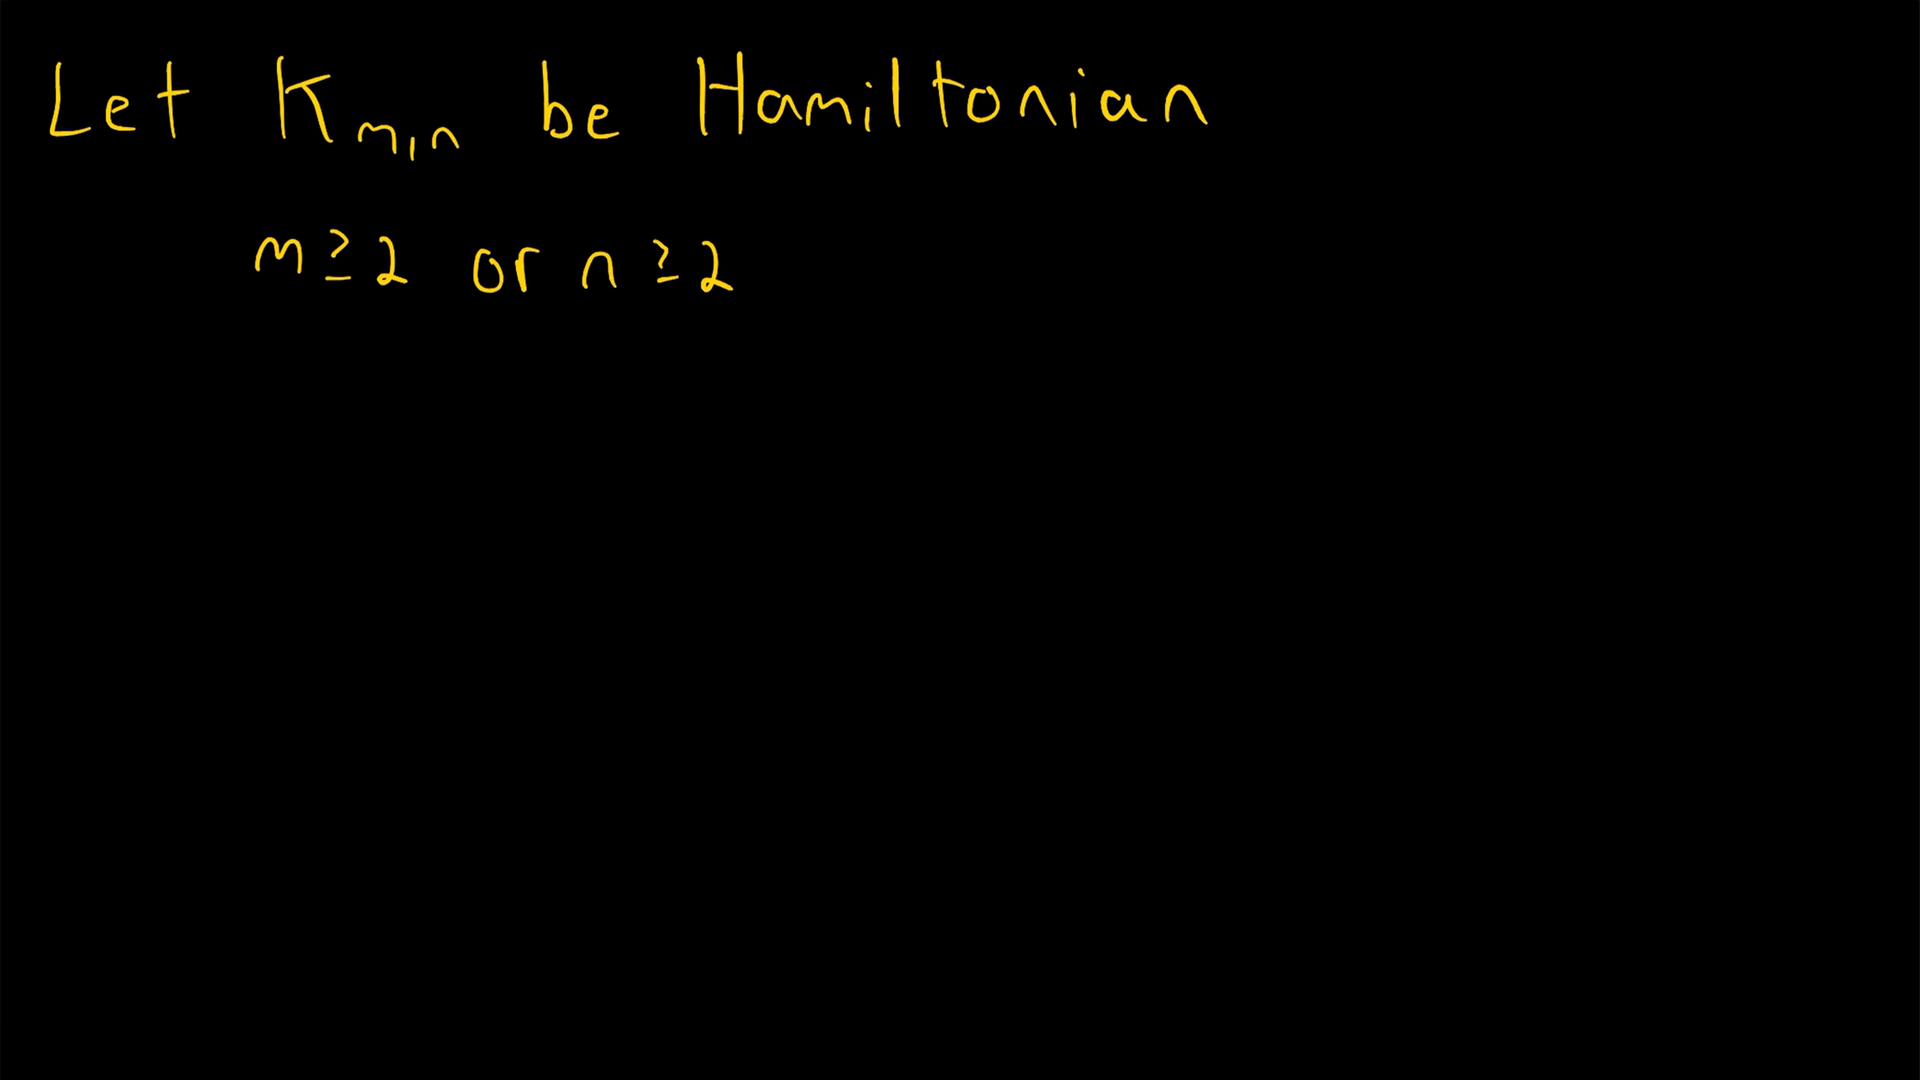 Let K_{m,n} be Hamiltonian
m ≥ 2 or n ≥ 2